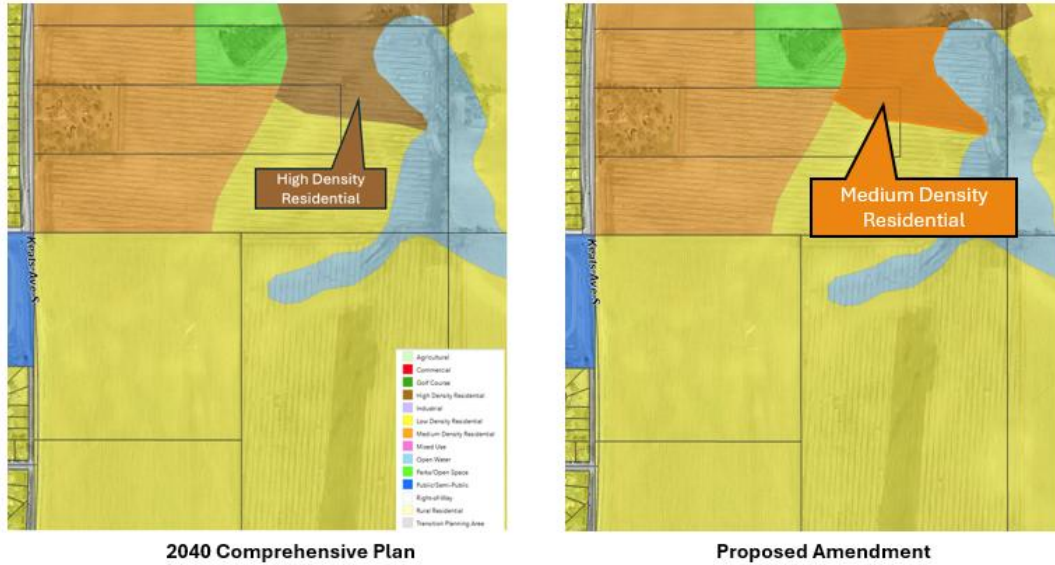 High Density
Residential
Keats Ave S
Agricultural
Commercial
Golf Course
High Density Residential
Industrial
Low Density Residential
Medium Density Residential
Mixed Use
Open Water
Parks/Open Space
Public/Semi-Public
Right-of-Way
Rural Residential
Transition Planning Area
2040 Comprehensive Plan
Medium Density
Residential
Keats Ave S
Proposed Amendment